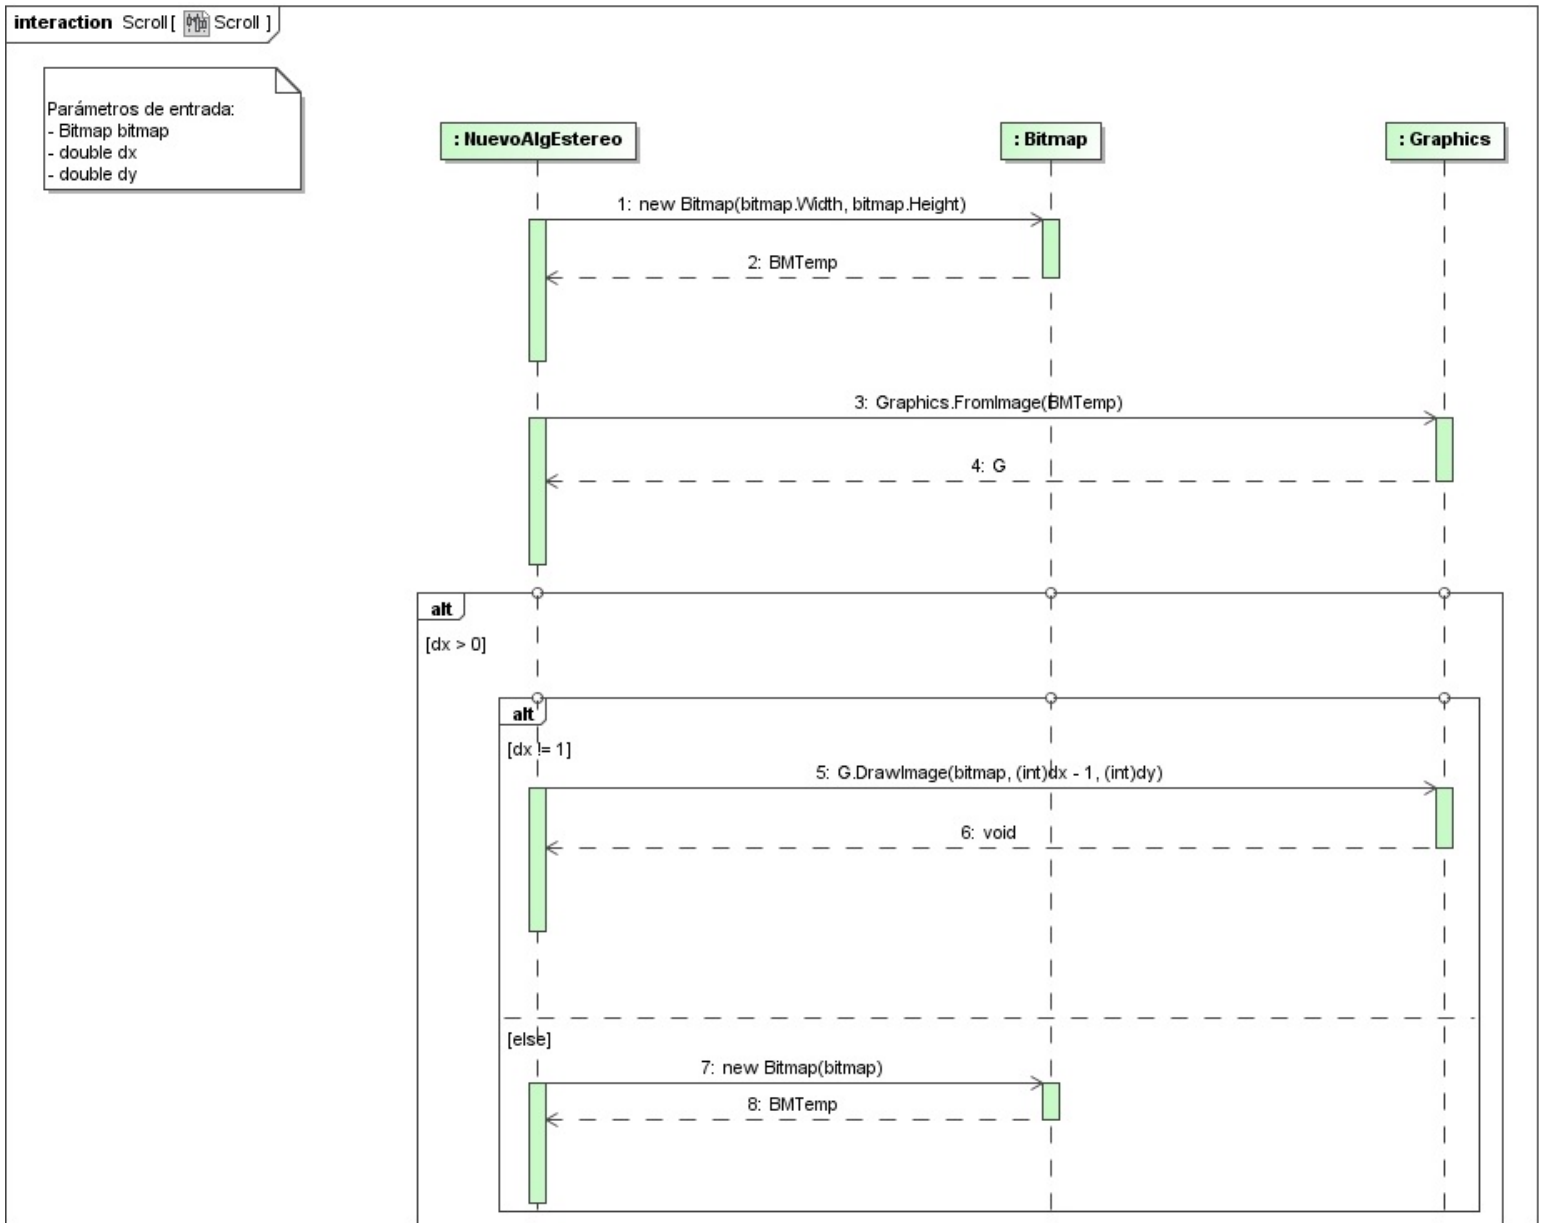 interaction Scroll[ Scroll ]
Parámetros de entrada:
- Bitmap bitmap
- double dx
- double dy
: NuevoAlgEstereo
: Bitmap
: Graphics
1: new Bitmap(bitmap.Width, bitmap.Height)
2: BMTemp
3: Graphics.FromImage(BMTemp)
4: G
alt
[dx > 0]
alt
[dx != 1]
5: G.DrawImage(bitmap, (int)dx - 1, (int)dy)
6: void
[else]
7: new Bitmap(bitmap)
8: BMTemp